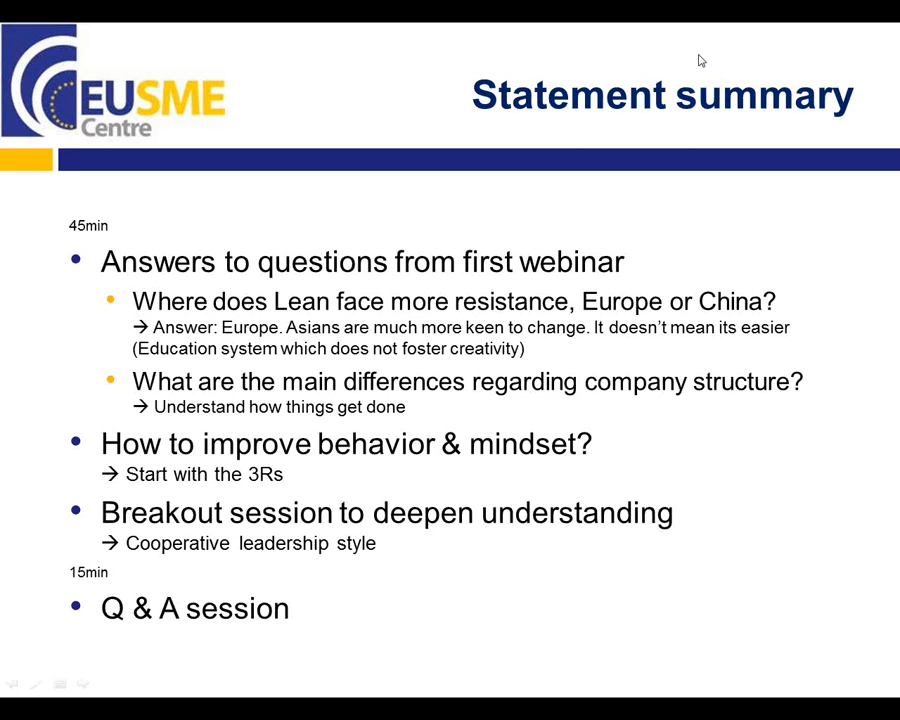 EUSME
Centre
Statement summary
45min
• Answers to questions from first webinar
• Where does Lean face more resistance, Europe or China?
→ Answer: Europe. Asians are much more keen to change. It doesn’t mean its easier
(Education system which does not foster creativity)
• What are the main differences regarding company structure?
→ Understand how things get done
• How to improve behavior & mindset?
→ Start with the 3Rs
• Breakout session to deepen understanding
→ Cooperative leadership style
15min
• Q & A session